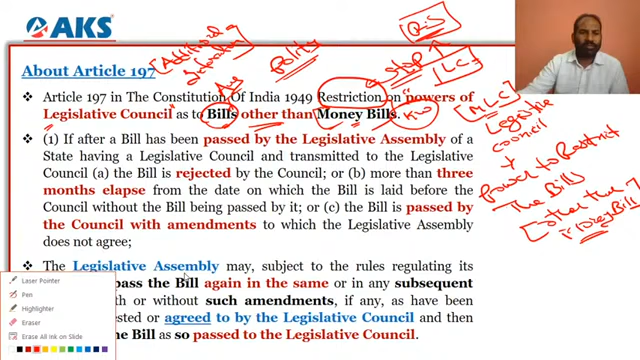 AKS
[Additional
Information
Polity
Q.S
Stop
LC
About Article 197
❖ Article 197 in The Constitution Of India 1949 Restriction on "powers of
Legislative Council" as to Bills other than Money Bills.
[MLC]
Legislative
council
+
Power to Restrict
The Bills
[other than
money Bill]
❖ (1) If after a Bill has been passed by the Legislative Assembly of a
State having a Legislative Council and transmitted to the Legislative
Council (a) the Bill is rejected by the Council; or (b) more than three
months elapse from the date on which the Bill is laid before the
Council without the Bill being passed by it; or (c) the Bill is passed by
the Council with amendments to which the Legislative Assembly
does not agree;
❖ The Legislative Assembly may, subject to the rules regulating its
pass the Bill again in the same or in any subsequent
with or without such amendments, if any, as have been
agreed to by the Legislative Council and then
the Bill as so passed to the Legislative Council.
Laser Pointer
Pen
Highlighter
Eraser
Erase All Ink on Slide